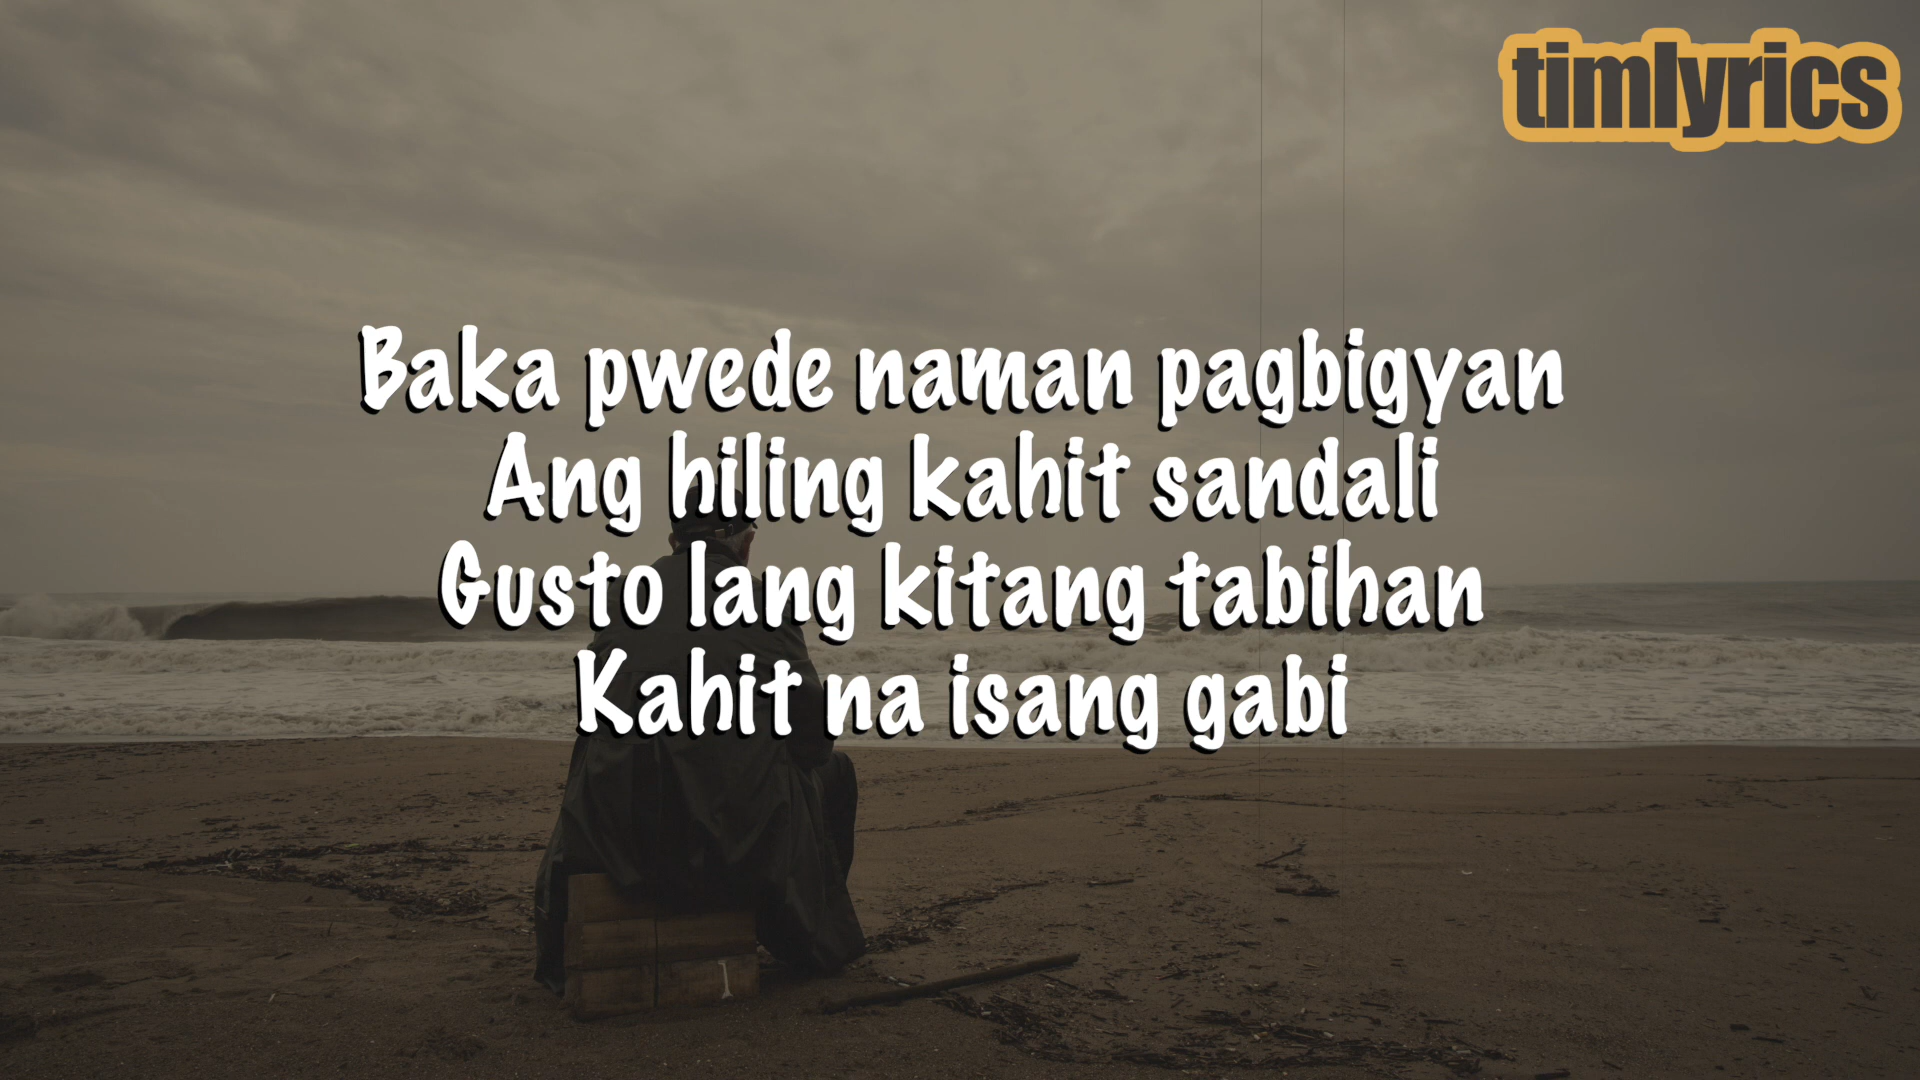 timlyrics
Baka pwede naman pagbigyan
Ang hiling kahit sandali
Gusto lang kitang tabihan
Kahit na isang gabi